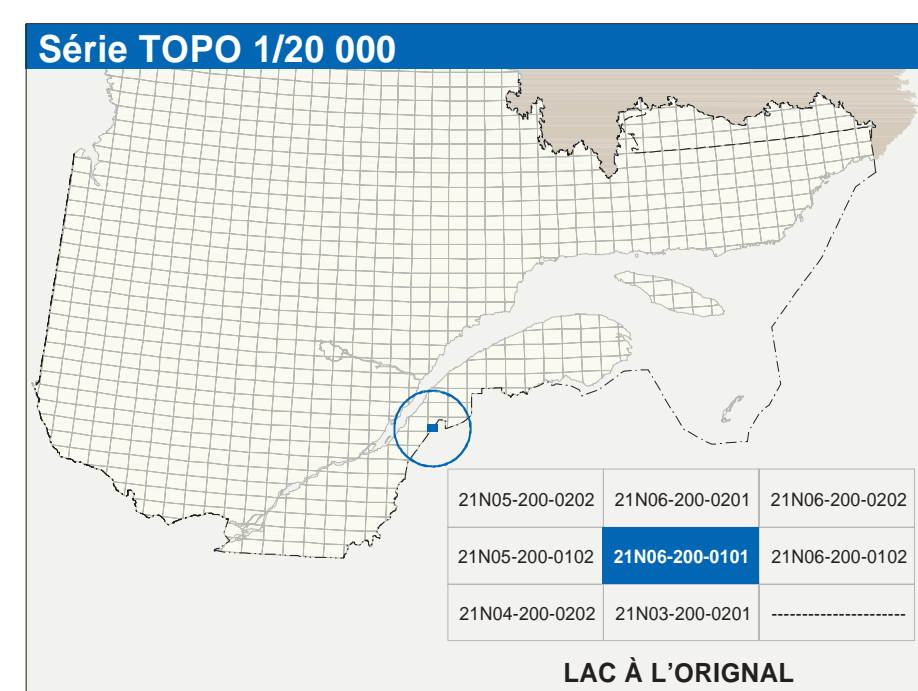 Série TOPO 1/20 000
21N05-200-0202 21N06-200-0201 21N06-200-0202
21N05-200-0102 21N06-200-0101 21N06-200-0102
21N04-200-0202 21N03-200-0201 ----------------------
LAC À L’ORIGNAL